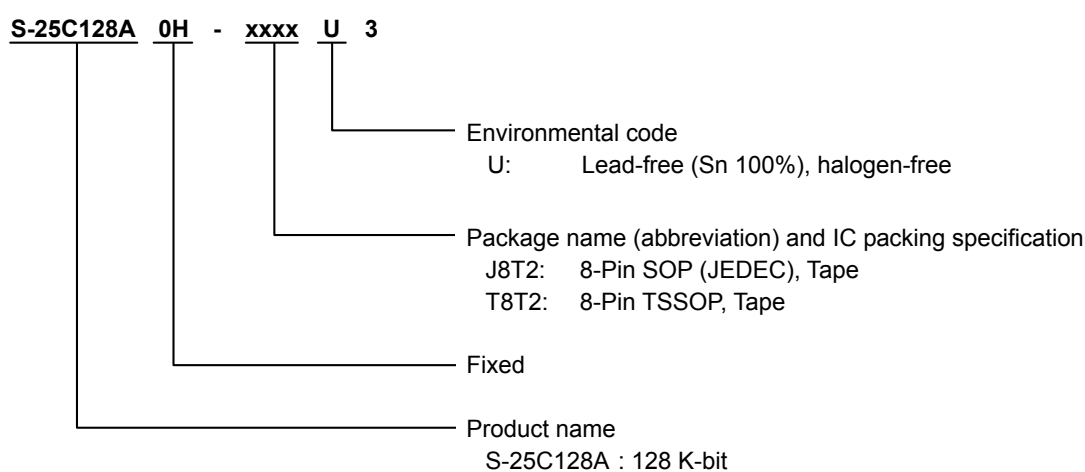 S-25C128A 0H - xxxx U 3
Environmental code
U: Lead-free (Sn 100%), halogen-free
Package name (abbreviation) and IC packing specification
J8T2: 8-Pin SOP (JEDEC), Tape
T8T2: 8-Pin TSSOP, Tape
Fixed
Product name
S-25C128A : 128 K-bit